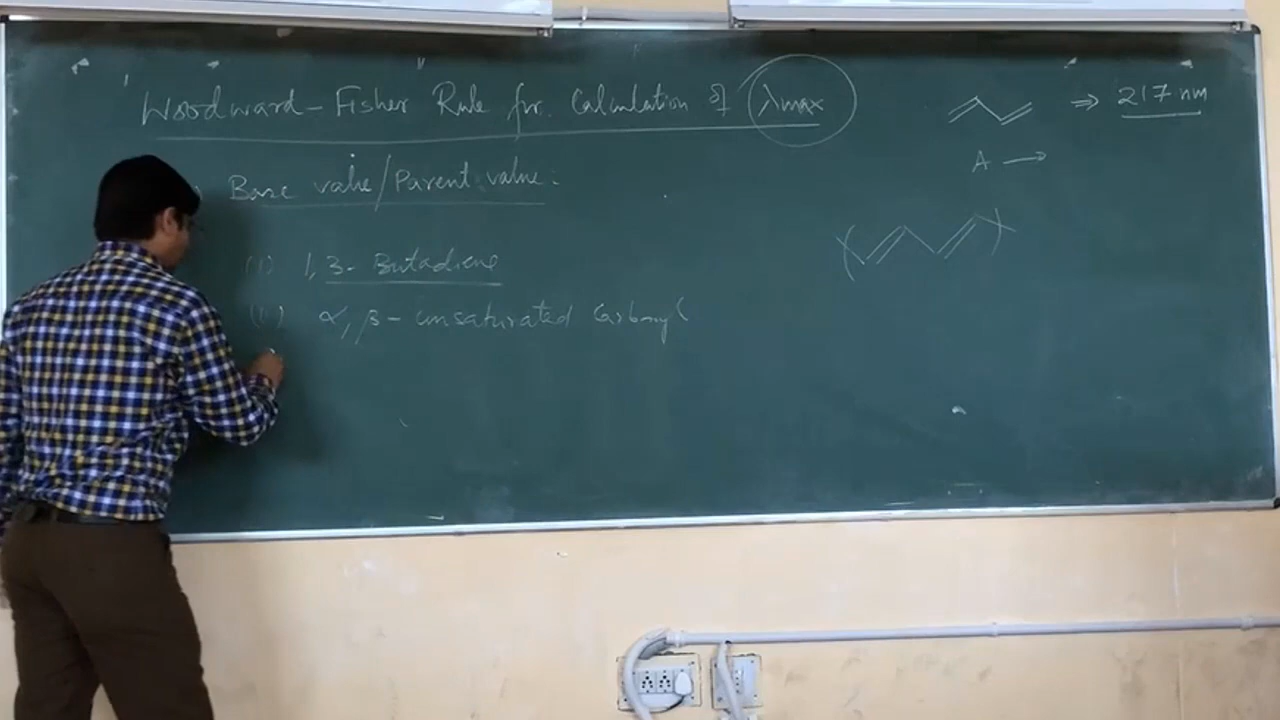 Woodward-Fisher Rule for Calculation of λmax
⇒ 217 nm
A →
Base value/Parent value:
(i) 1,3-Butadiene
(ii) α, β-unsaturated Carbonyl